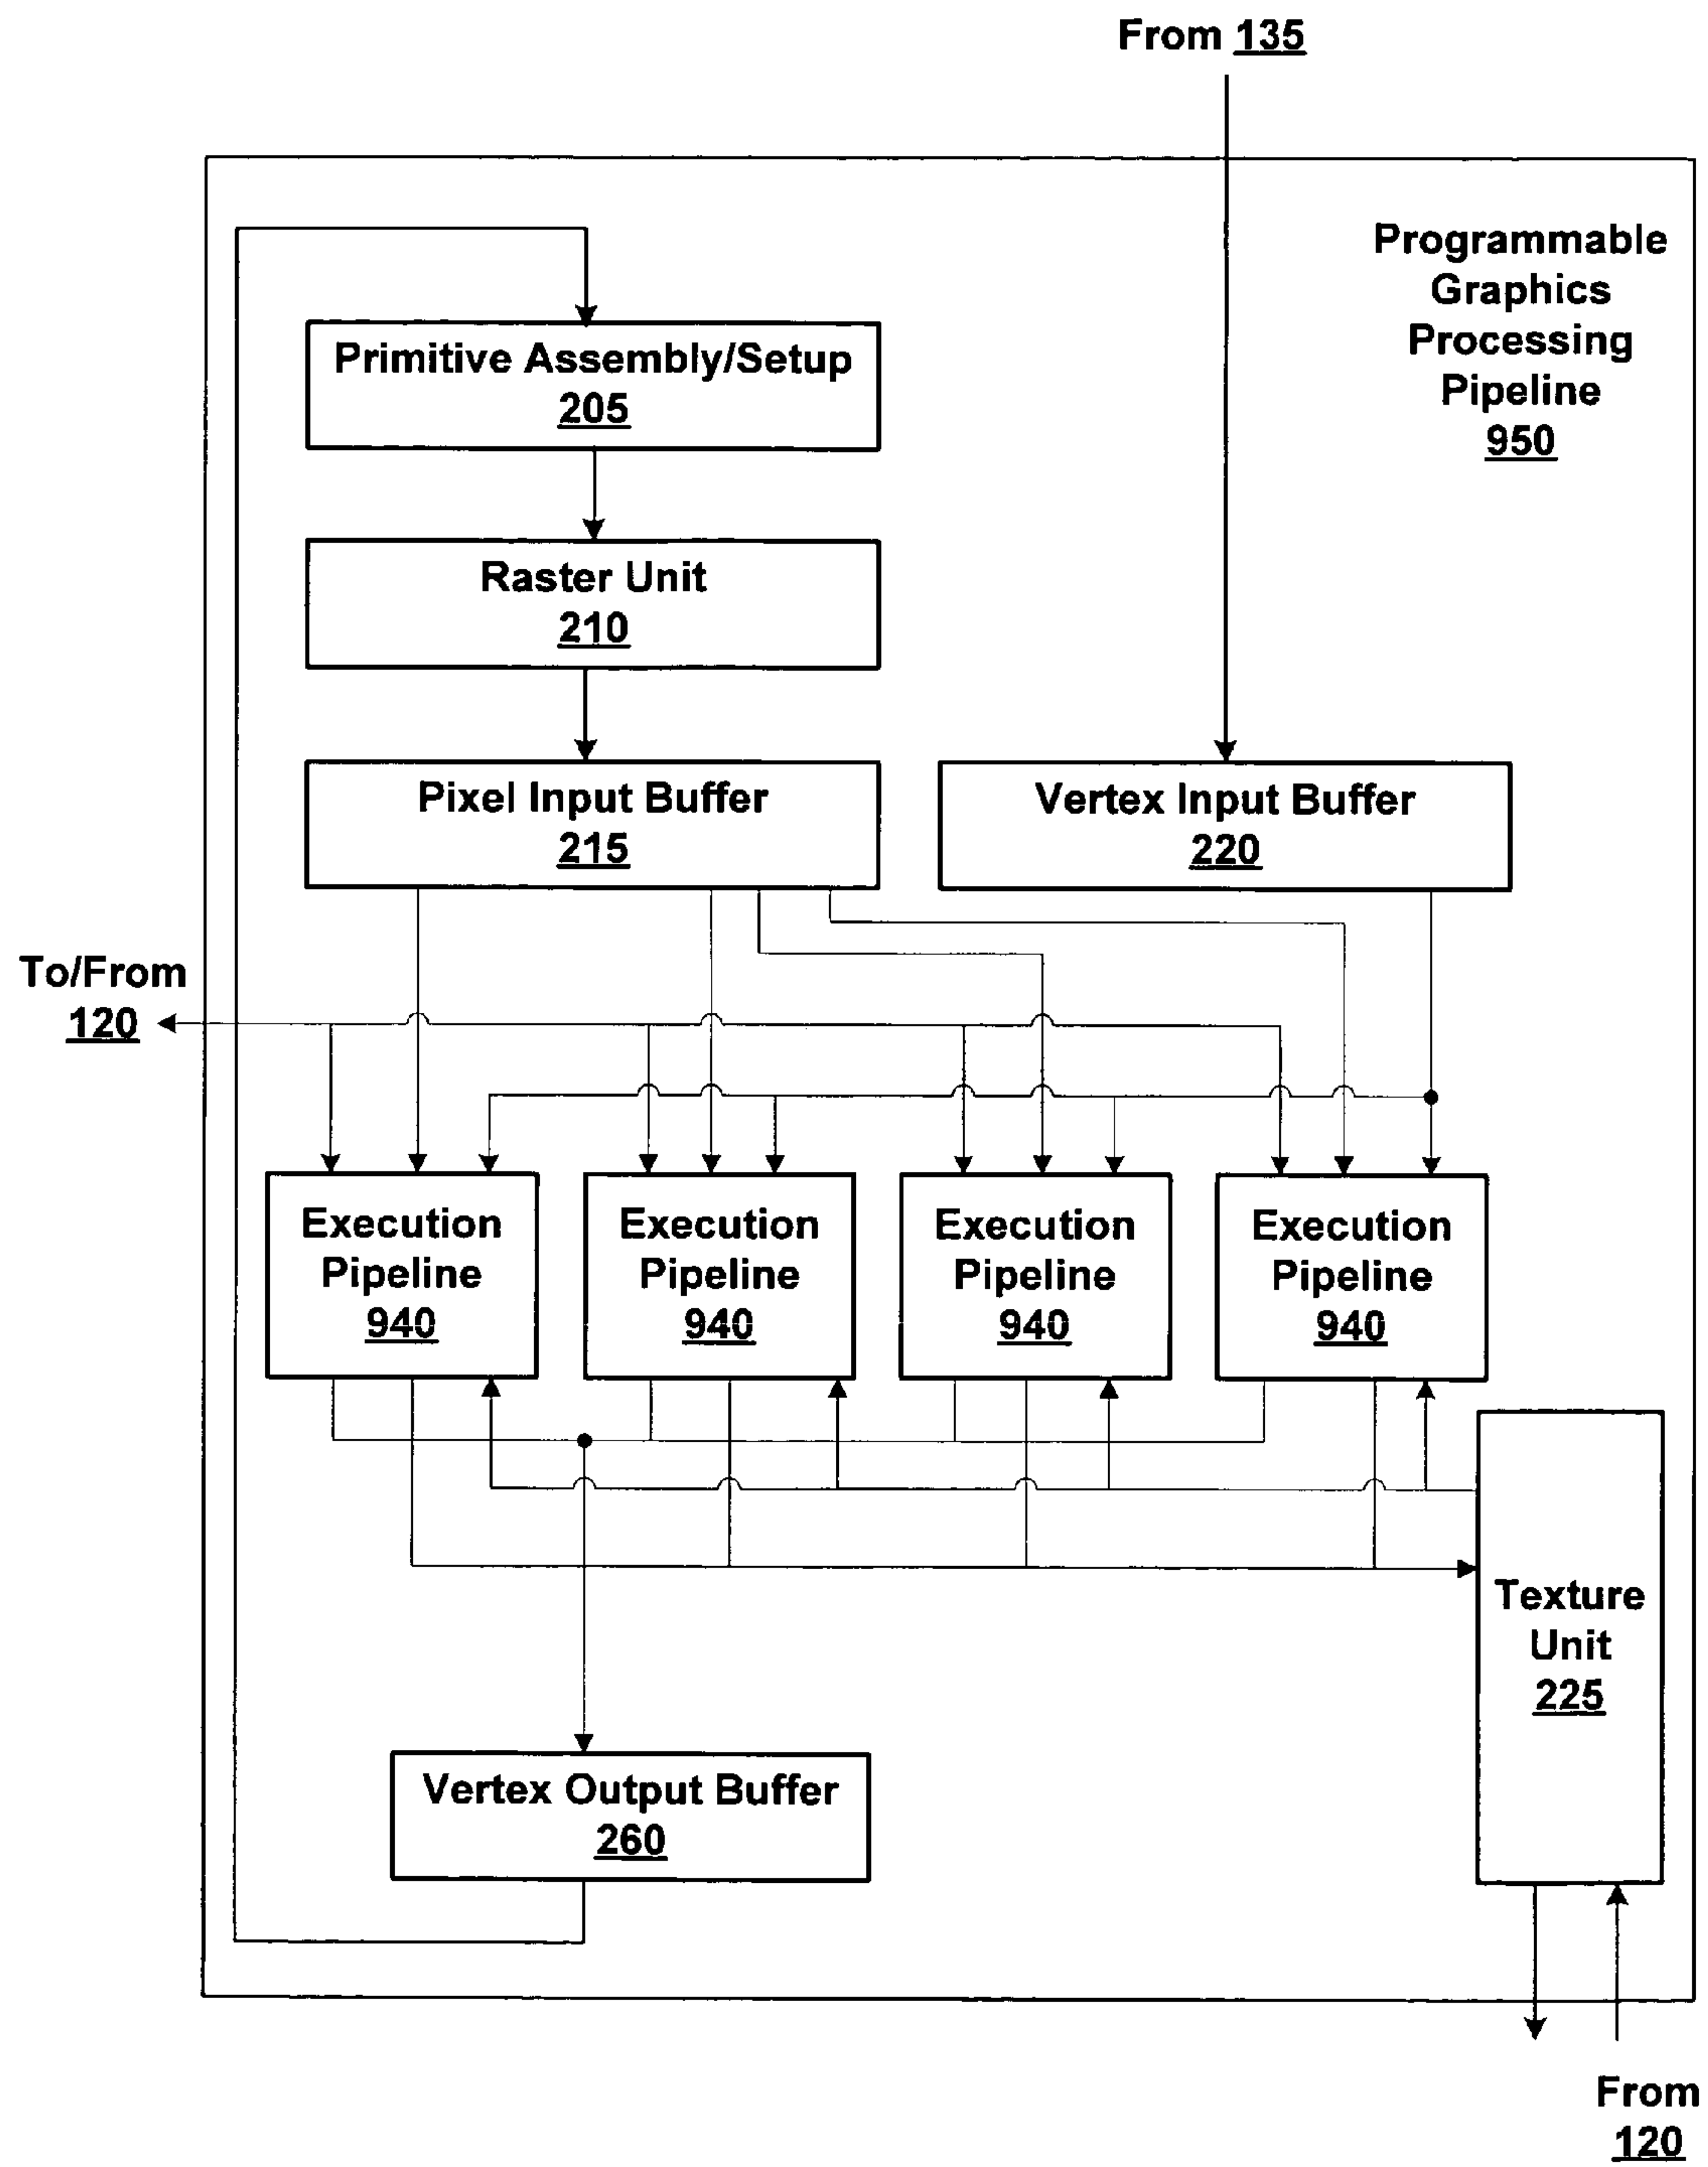 From 135
Programmable
Graphics
Processing
Pipeline
950
Primitive Assembly/Setup
205
Raster Unit
210
Pixel Input Buffer
215
Vertex Input Buffer
220
To/From
120
Execution
Pipeline
940
Execution
Pipeline
940
Execution
Pipeline
940
Execution
Pipeline
940
Texture
Unit
225
Vertex Output Buffer
260
From
120